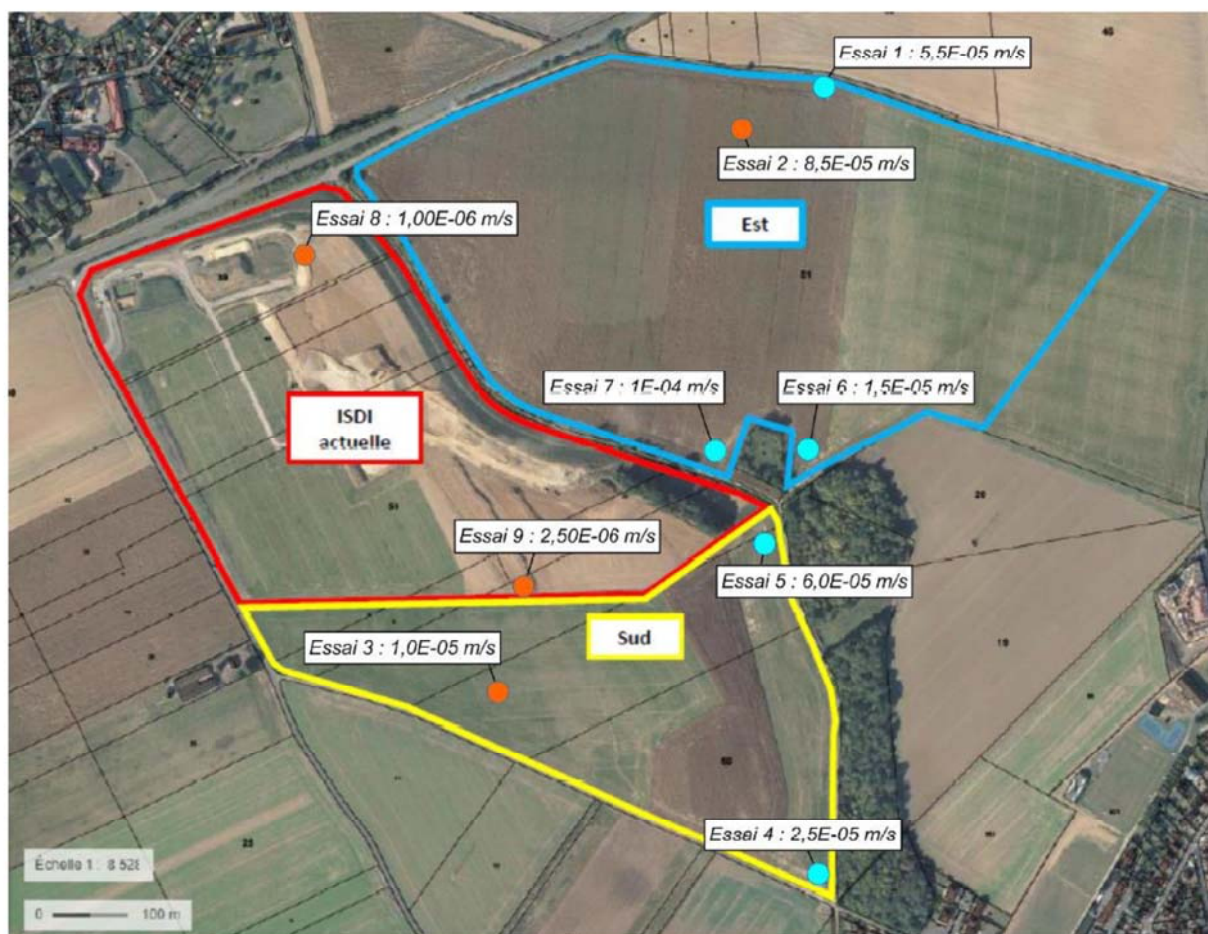 Essai 1 : 5,5E-05 m/s
Essai 2 : 8,5E-05 m/s
Essai 8 : 1,00E-06 m/s
Est
Essai 7 : 1E-04 m/s
Essai 6 : 1,5E-05 m/s
ISDI
actuelle
Essai 9 : 2,50E-06 m/s
Essai 5 : 6,0E-05 m/s
Sud
Essai 3 : 1,0E-05 m/s
Essai 4 : 2,5E-05 m/s
Échelle 1 : 8 528
0 100 m